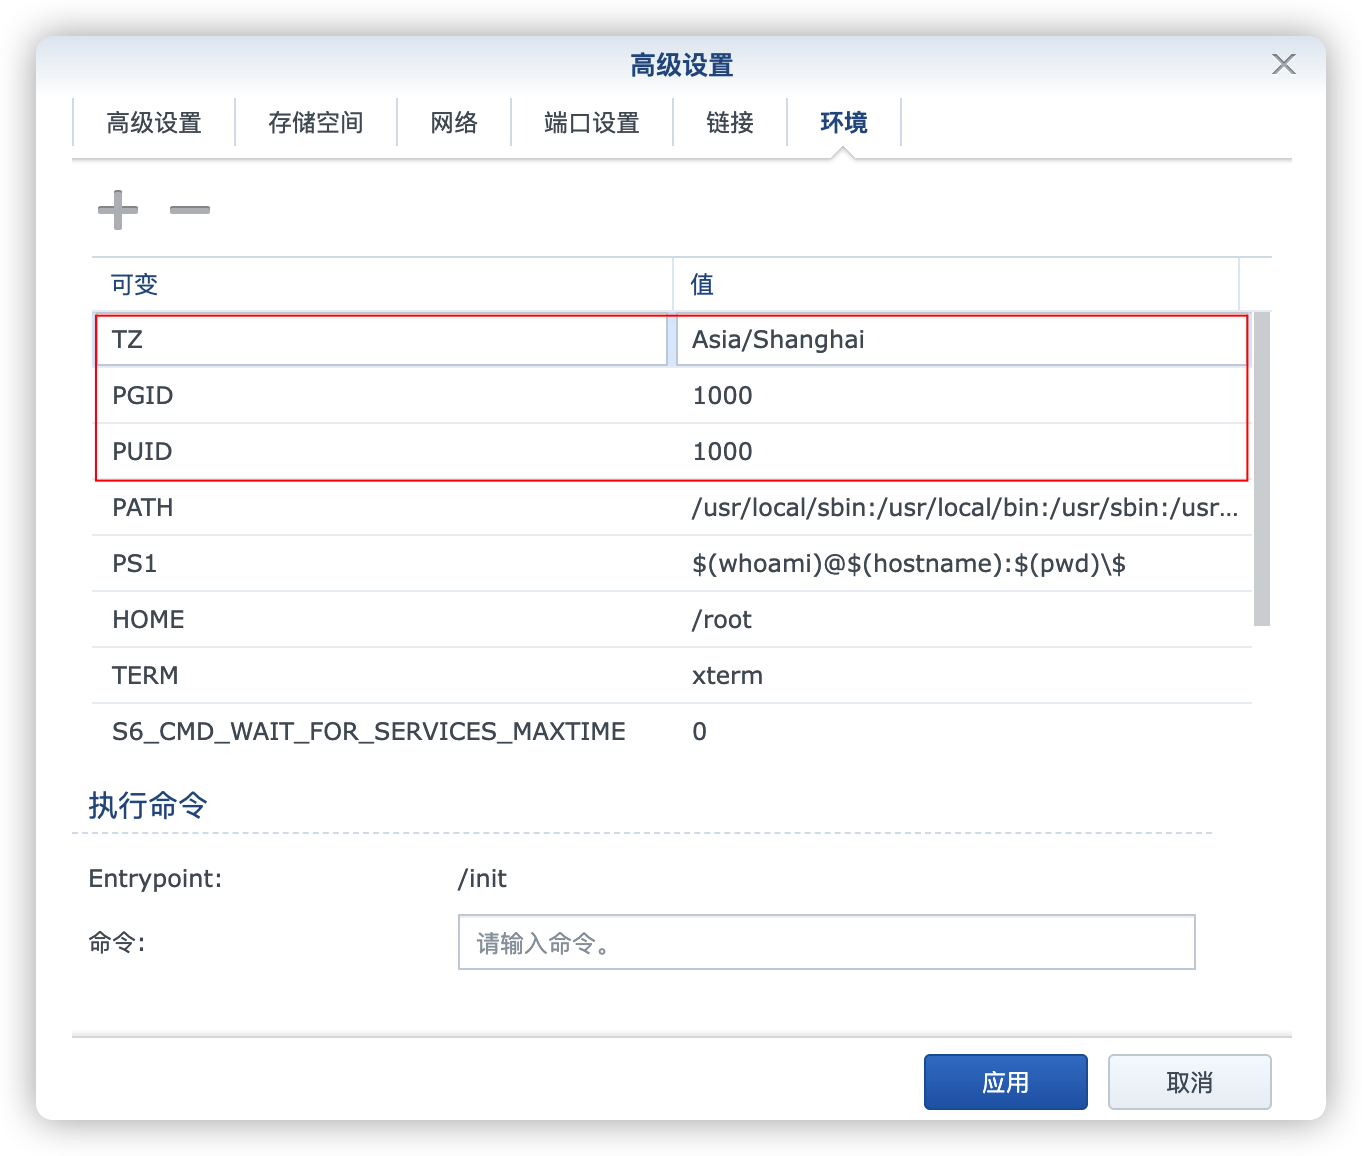 高级设置
高级设置 存储空间 网络 端口设置 链接 环境
可变 值
TZ Asia/Shanghai
PGID 1000
PUID 1000
PATH /usr/local/sbin:/usr/local/bin:/usr/sbin:/usr...
PS1 $(whoami)@$(hostname):$(pwd)\$
HOME /root
TERM xterm
S6_CMD_WAIT_FOR_SERVICES_MAXTIME 0
执行命令
Entrypoint: /init
命令: 请输入命令。
应用 取消